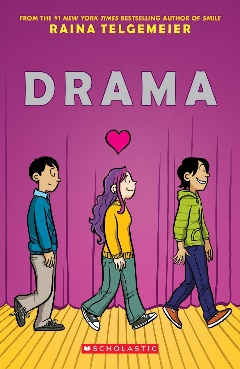 FROM THE #1 NEW YORK TIMES BESTSELLING AUTHOR OF SMILE
RAINA TELGEMEIER
DRAMA
SCHOLASTIC